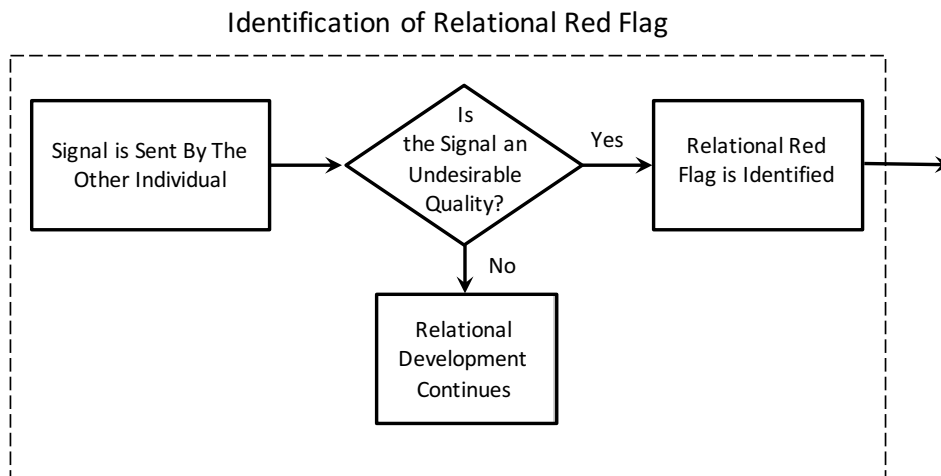 Identification of Relational Red Flag
Signal is Sent By The
Other Individual
Is
the Signal an
Undesirable
Quality?
Yes
Relational Red
Flag is Identified
No
Relational
Development
Continues